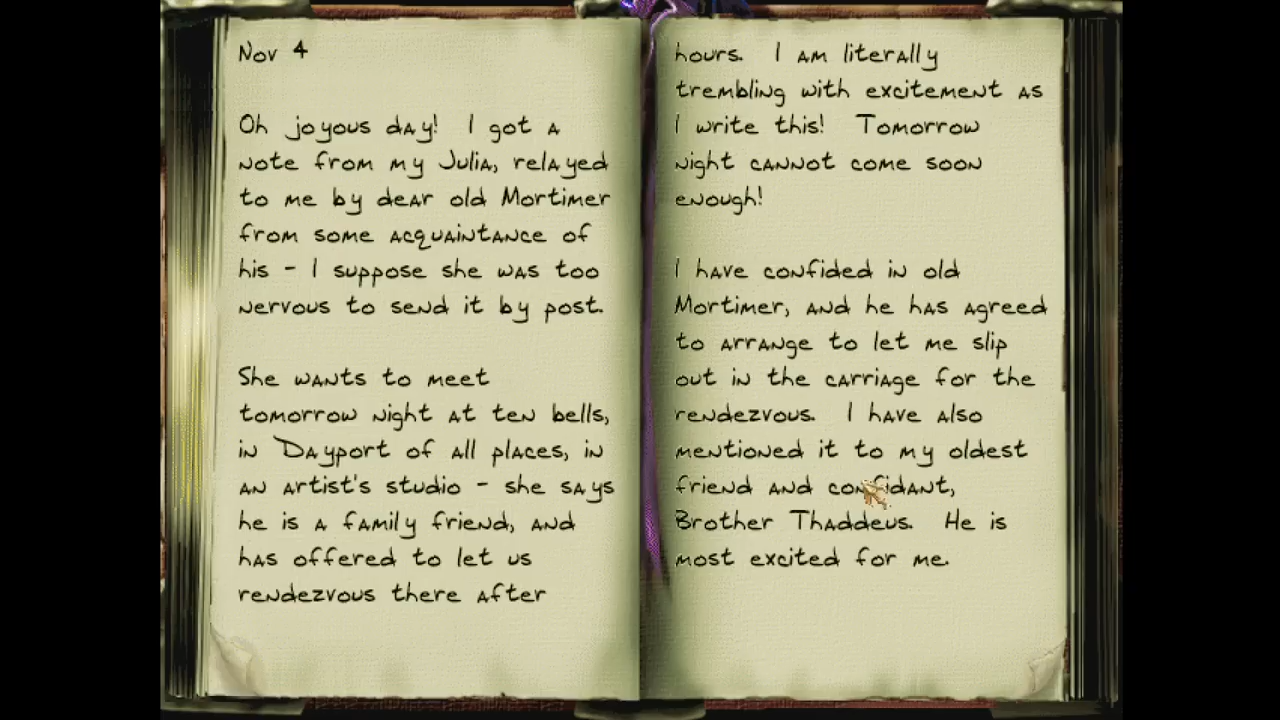 Nov 4
Oh joyous day!  I got a
note from my Julia, relayed
to me by dear old Mortimer
from some acquaintance of
his - I suppose she was too
nervous to send it by post.
She wants to meet
tomorrow night at ten bells,
in Dayport of all places, in
an artist's studio - she says
he is a family friend, and
has offered to let us
rendezvous there after
hours.  I am literally
trembling with excitement as
I write this!  Tomorrow
night cannot come soon
enough!
I have confided in old
Mortimer, and he has agreed
to arrange to let me slip
out in the carriage for the
rendezvous.  I have also
mentioned it to my oldest
friend and confidant,
Brother Thaddeus.  He is
most excited for me.